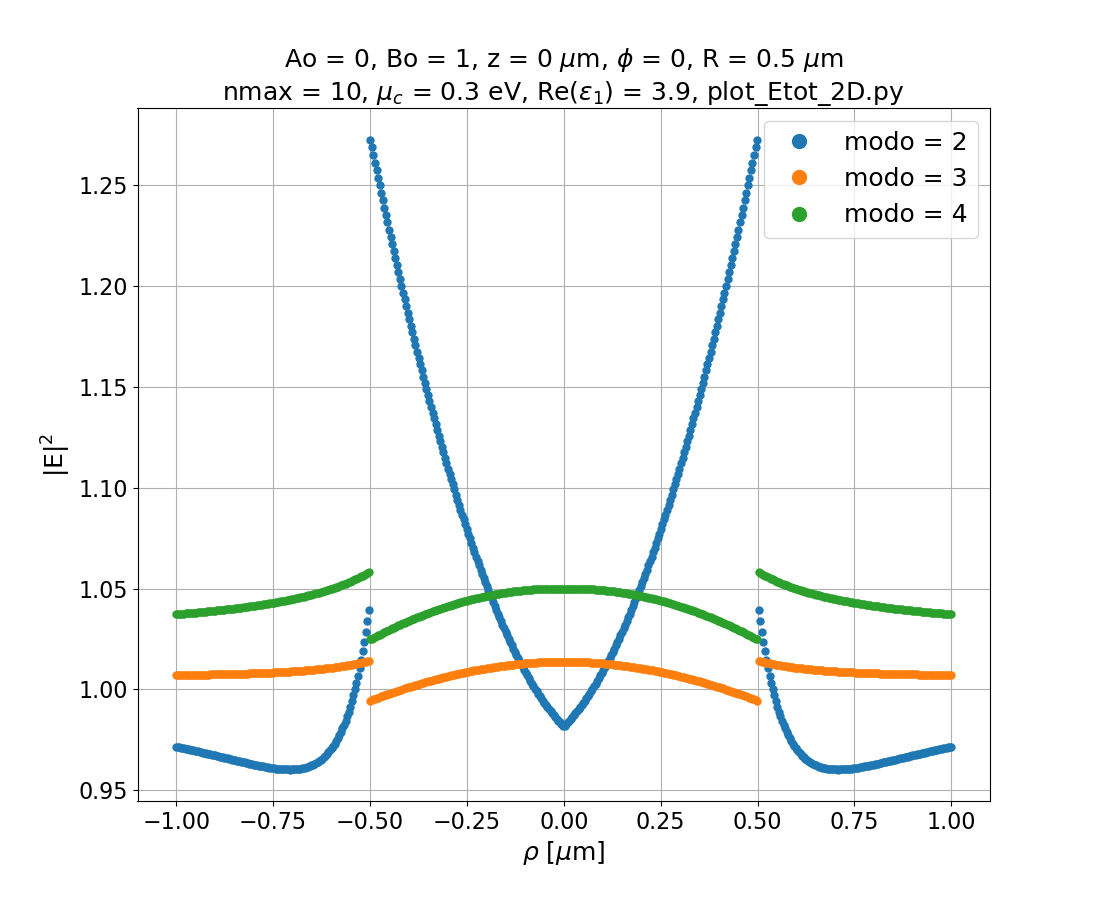 Ao = 0, Bo = 1, z = 0 μm, ϕ = 0, R = 0.5 μm
nmax = 10, μc = 0.3 eV, Re(ε1) = 3.9, plot_Etot_2D.py
modo = 2
modo = 3
modo = 4
1.25
1.20
1.15
1.10
1.05
1.00
0.95
|E|²
−1.00 −0.75 −0.50 −0.25 0.00 0.25 0.50 0.75 1.00
ρ [μm]